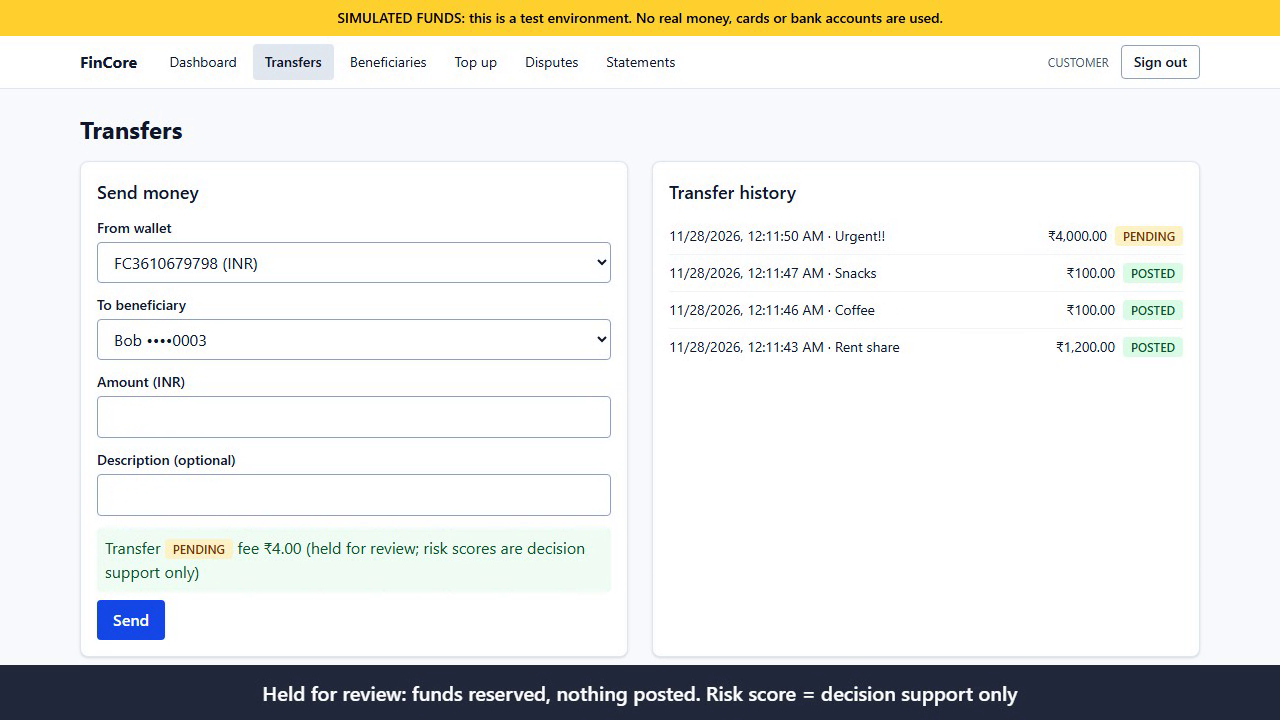 SIMULATED FUNDS: this is a test environment. No real money, cards or bank accounts are used.
FinCore Dashboard Transfers Beneficiaries Top up Disputes Statements CUSTOMER Sign out
Transfers
Send money
From wallet
FC3610679798 (INR)
To beneficiary
Bob ••••0003
Amount (INR)
Description (optional)
Transfer PENDING fee ₹4.00 (held for review; risk scores are decision
support only)
Send
Transfer history
11/28/2026, 12:11:50 AM · Urgent!! ₹4,000.00 PENDING
11/28/2026, 12:11:47 AM · Snacks ₹100.00 POSTED
11/28/2026, 12:11:46 AM · Coffee ₹100.00 POSTED
11/28/2026, 12:11:43 AM · Rent share ₹1,200.00 POSTED
Held for review: funds reserved, nothing posted. Risk score = decision support only